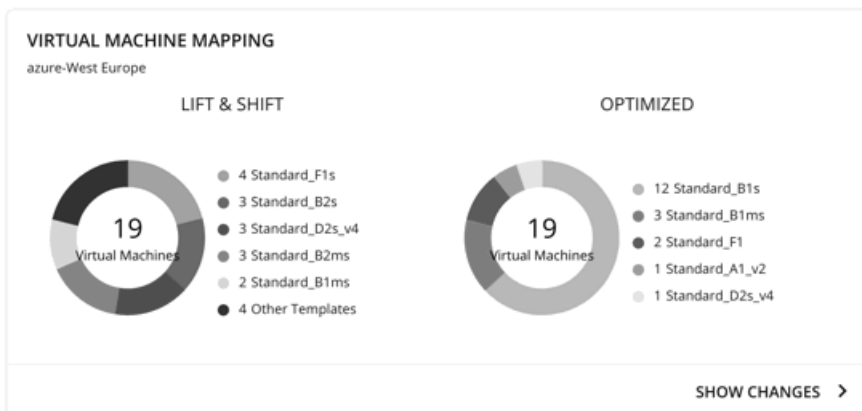 VIRTUAL MACHINE MAPPING
azure-West Europe
LIFT & SHIFT
19
Virtual Machines
4 Standard_F1s
3 Standard_B2s
3 Standard_D2s_v4
3 Standard_B2ms
2 Standard_B1ms
4 Other Templates
OPTIMIZED
19
Virtual Machines
12 Standard_B1s
3 Standard_B1ms
2 Standard_F1
1 Standard_A1_v2
1 Standard_D2s_v4
SHOW CHANGES